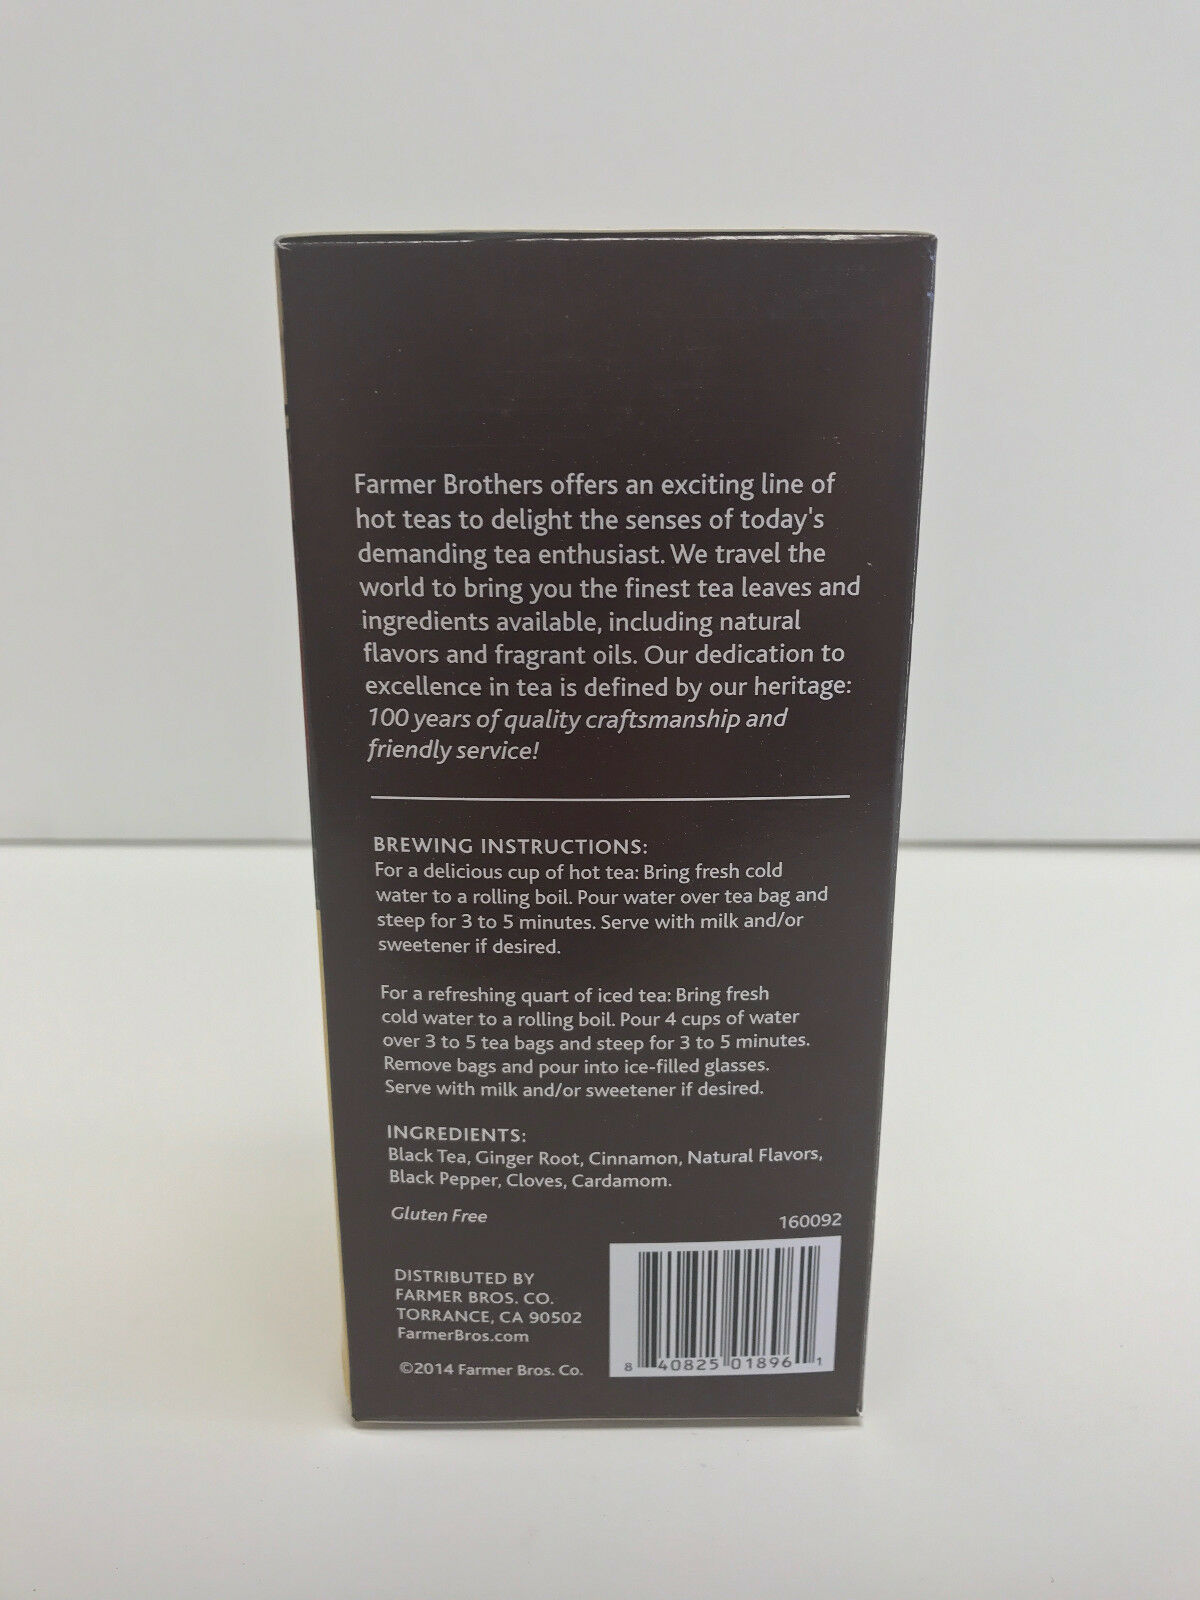 Farmer Brothers offers an exciting line of
hot teas to delight the senses of today's
demanding tea enthusiast. We travel the
world to bring you the finest tea leaves and
ingredients available, including natural
flavors and fragrant oils. Our dedication to
excellence in tea is defined by our heritage:
100 years of quality craftsmanship and
friendly service!
BREWING INSTRUCTIONS:
For a delicious cup of hot tea: Bring fresh cold
water to a rolling boil. Pour water over tea bag and
steep for 3 to 5 minutes. Serve with milk and/or
sweetener if desired.
For a refreshing quart of iced tea: Bring fresh
cold water to a rolling boil. Pour 4 cups of water
over 3 to 5 tea bags and steep for 3 to 5 minutes.
Remove bags and pour into ice-filled glasses.
Serve with milk and/or sweetener if desired.
INGREDIENTS:
Black Tea, Ginger Root, Cinnamon, Natural Flavors,
Black Pepper, Cloves, Cardamom.
Gluten Free
160092
DISTRIBUTED BY
FARMER BROS. CO.
TORRANCE, CA 90502
FarmerBros.com
©2014 Farmer Bros. Co.
8 40825 01896 1